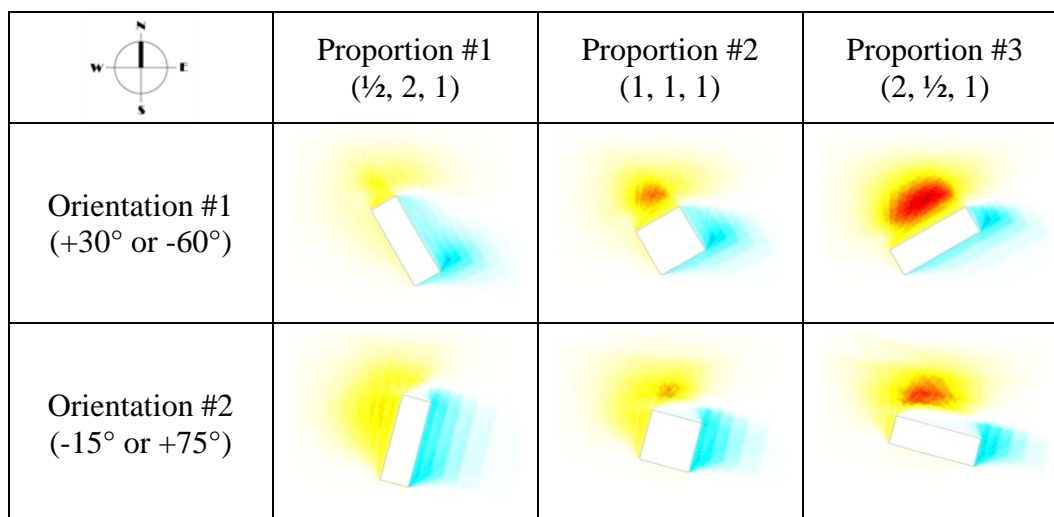 N
W E
S
Proportion #1
(½, 2, 1)
Proportion #2
(1, 1, 1)
Proportion #3
(2, ½, 1)
Orientation #1
(+30° or -60°)
Orientation #2
(-15° or +75°)